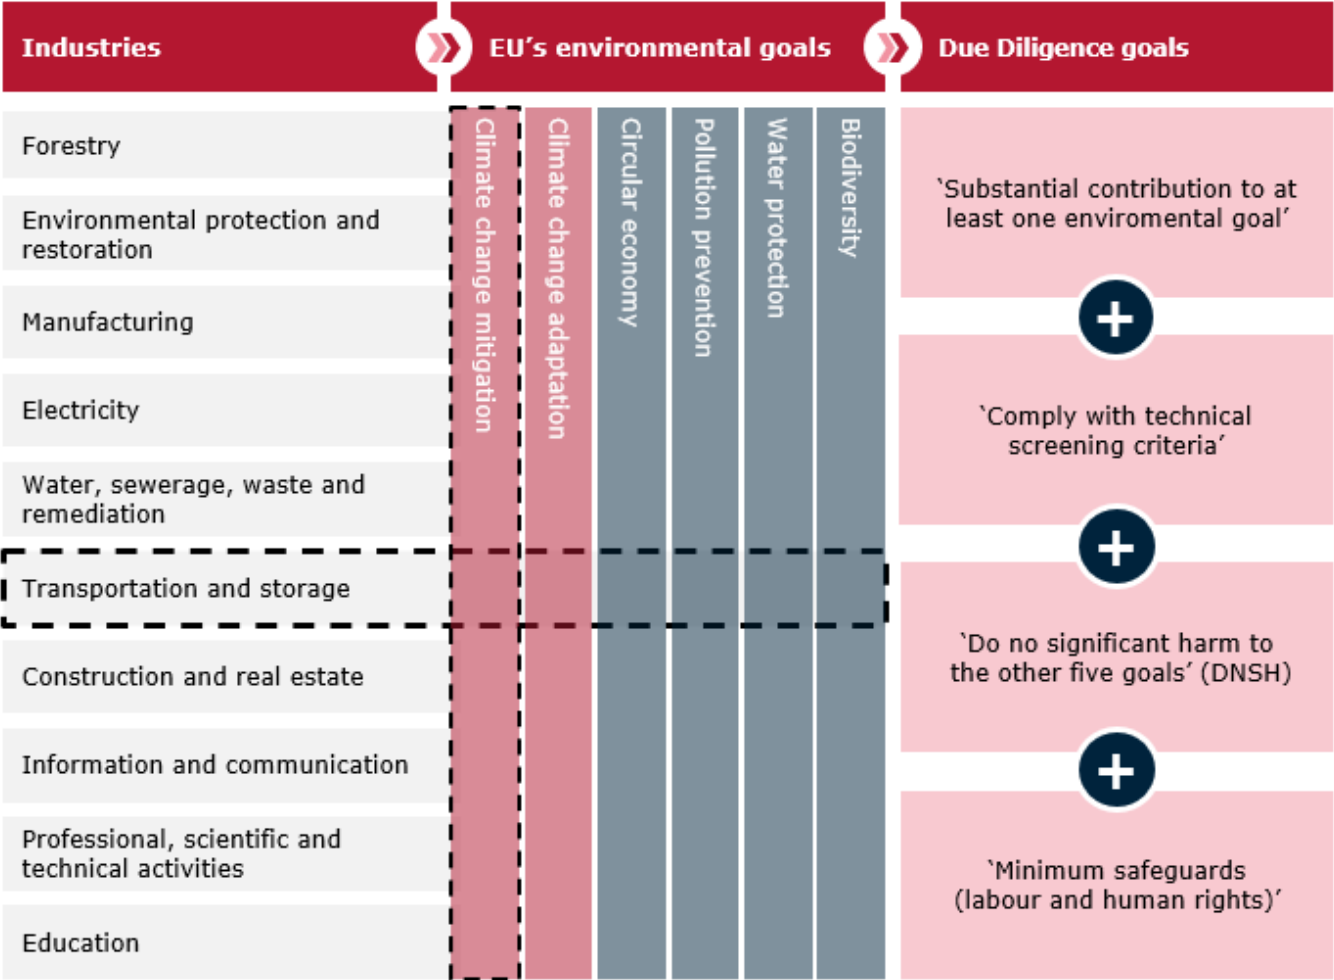 Industries
EU’s environmental goals
Due Diligence goals
Forestry
Environmental protection and
restoration
Manufacturing
Electricity
Water, sewerage, waste and
remediation
Transportation and storage
Construction and real estate
Information and communication
Professional, scientific and
technical activities
Education
Climate change mitigation
Climate change adaptation
Circular economy
Pollution prevention
Water protection
Biodiversity
‘Substantial contribution to at
least one enviromental goal’
+
‘Comply with technical
screening criteria’
+
‘Do no significant harm to
the other five goals’ (DNSH)
+
‘Minimum safeguards
(labour and human rights)’